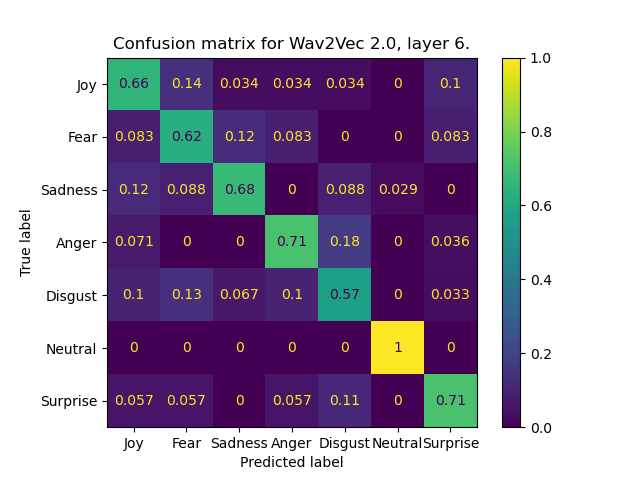 Confusion matrix for Wav2Vec 2.0, layer 6.
Joy 0.66 0.14 0.034 0.034 0.034 0 0.1
Fear 0.083 0.62 0.12 0.083 0 0 0.083
Sadness 0.12 0.088 0.68 0 0.088 0.029 0
Anger 0.071 0 0 0.71 0.18 0 0.036
Disgust 0.1 0.13 0.067 0.1 0.57 0 0.033
Neutral 0 0 0 0 0 1 0
Surprise 0.057 0.057 0 0.057 0.11 0 0.71
Joy Fear Sadness Anger Disgust Neutral Surprise
Predicted label
True label
1.0
0.8
0.6
0.4
0.2
0.0